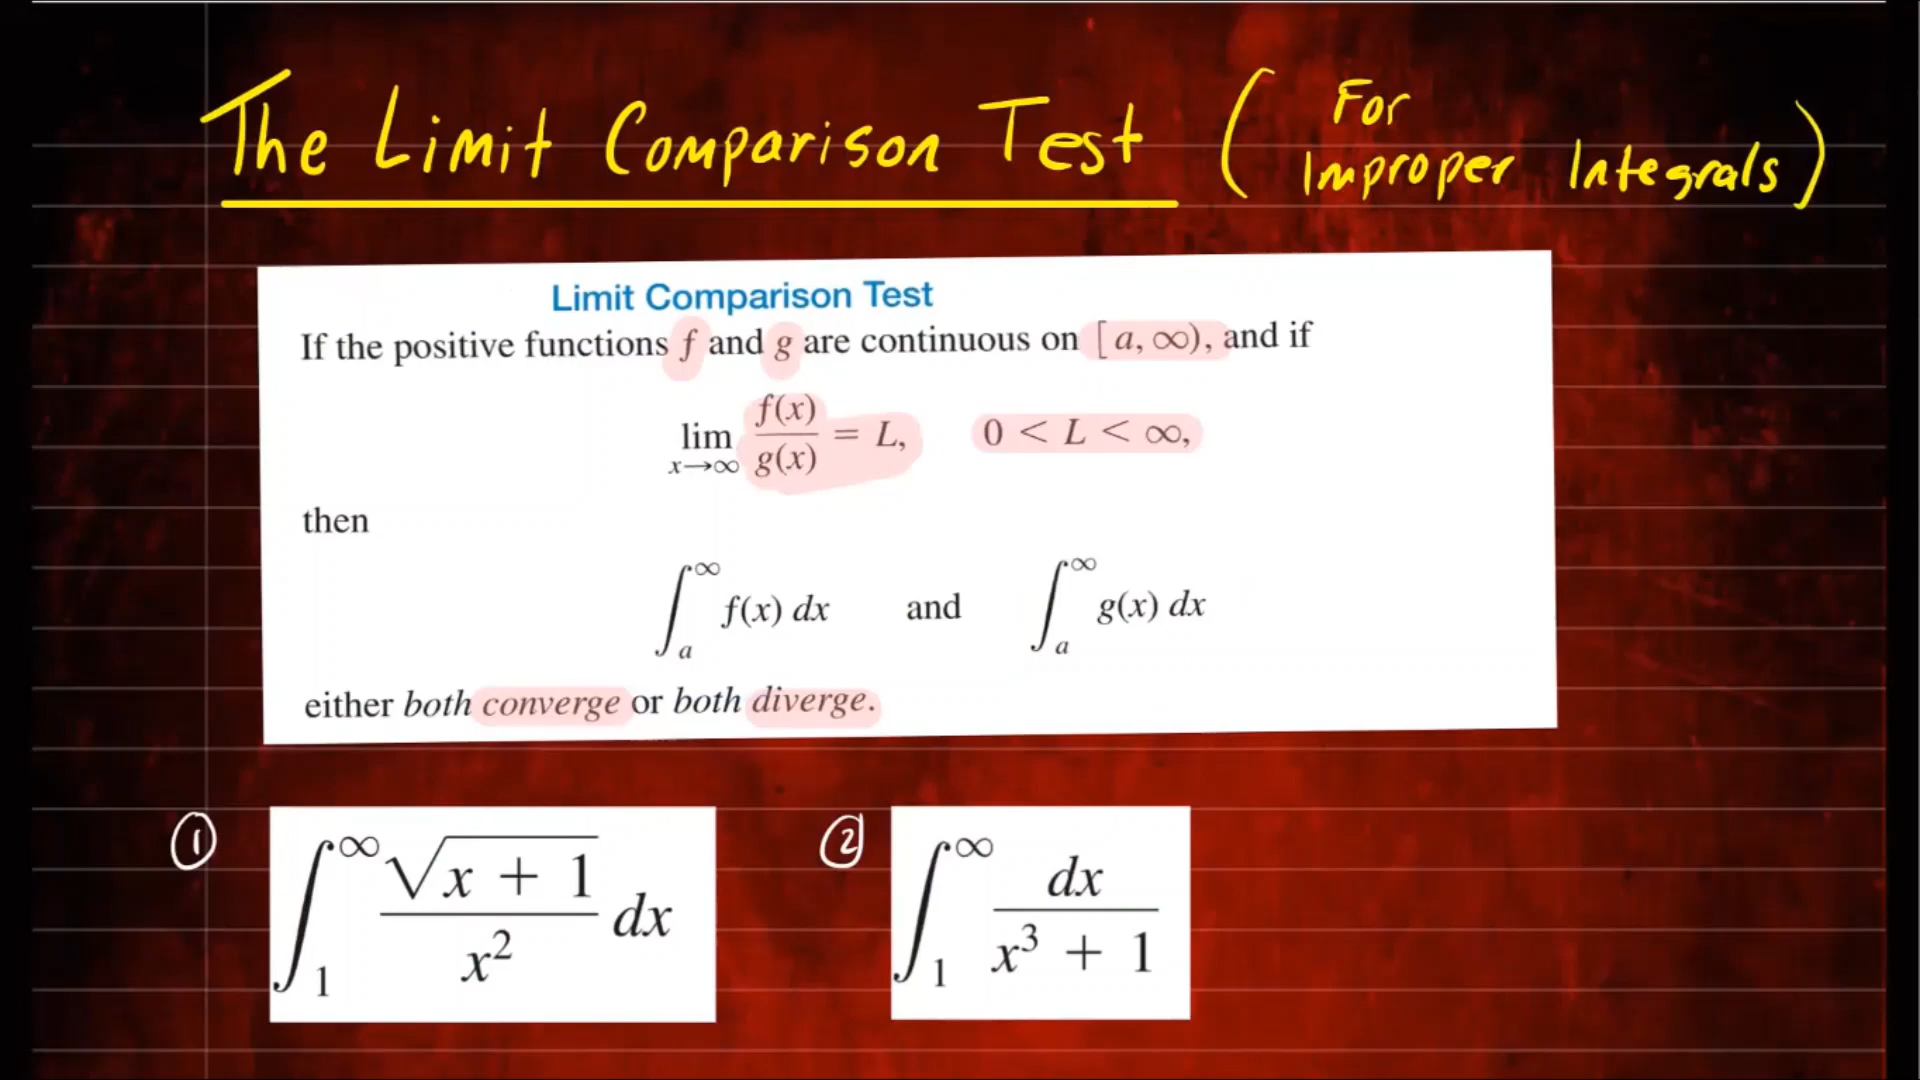 The Limit Comparison Test ( For Improper Integrals )
Limit Comparison Test
If the positive functions f and g are continuous on [a, ∞), and if
lim x→∞ f(x)/g(x) = L, 0 < L < ∞,
then
∫_a^∞ f(x) dx and ∫_a^∞ g(x) dx
either both converge or both diverge.
① ∫_1^∞ √(x + 1)/x² dx
② ∫_1^∞ dx/(x³ + 1)